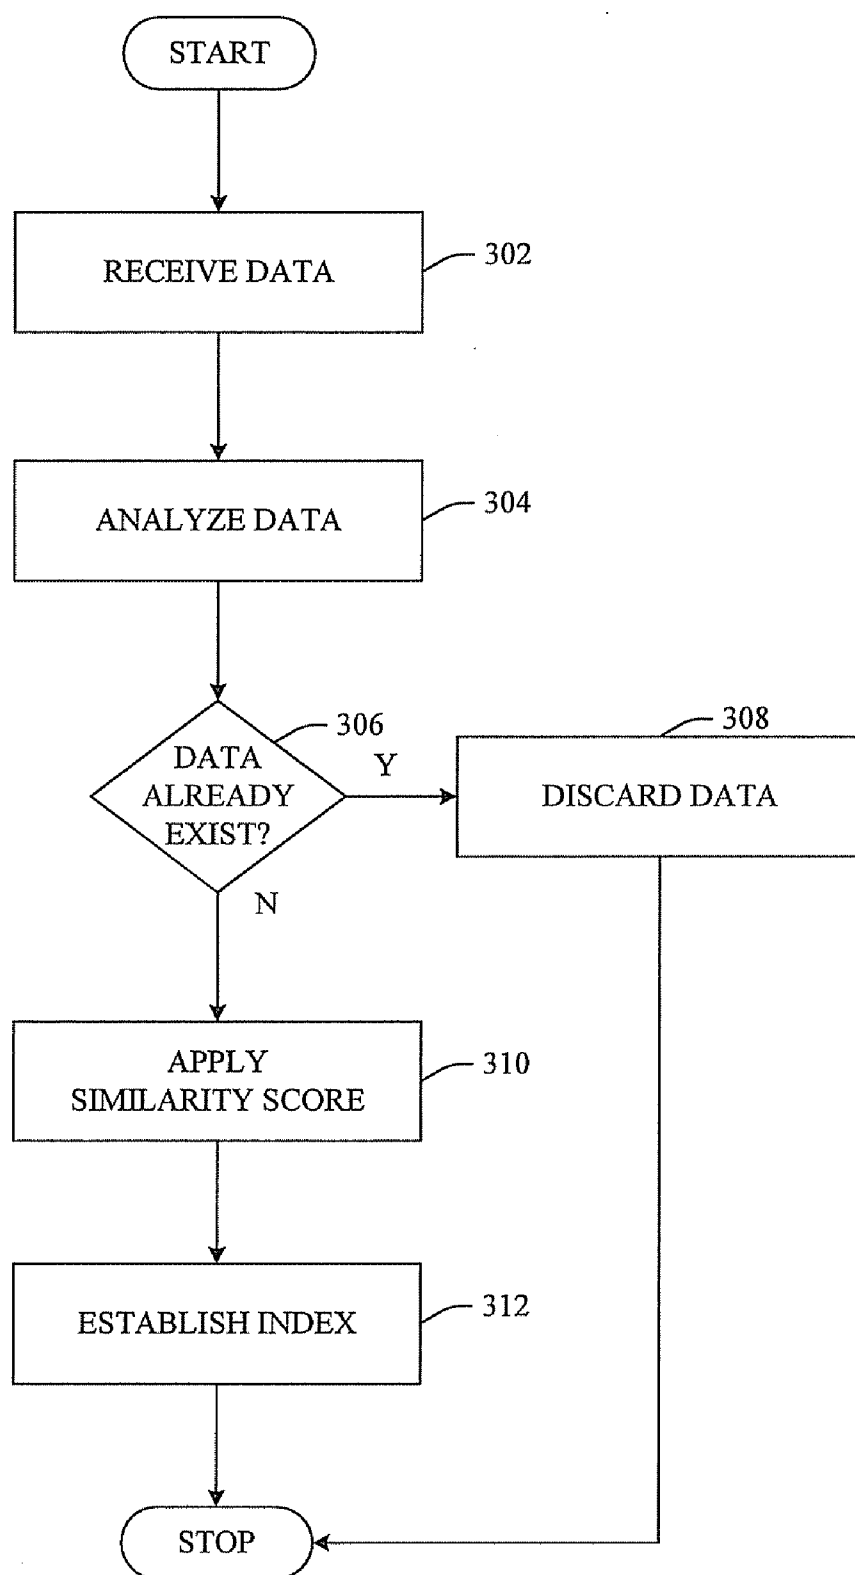 START
RECEIVE DATA
302
ANALYZE DATA
304
306
DATA
ALREADY
EXIST?
Y
308
DISCARD DATA
N
APPLY
SIMILARITY SCORE
310
ESTABLISH INDEX
312
STOP